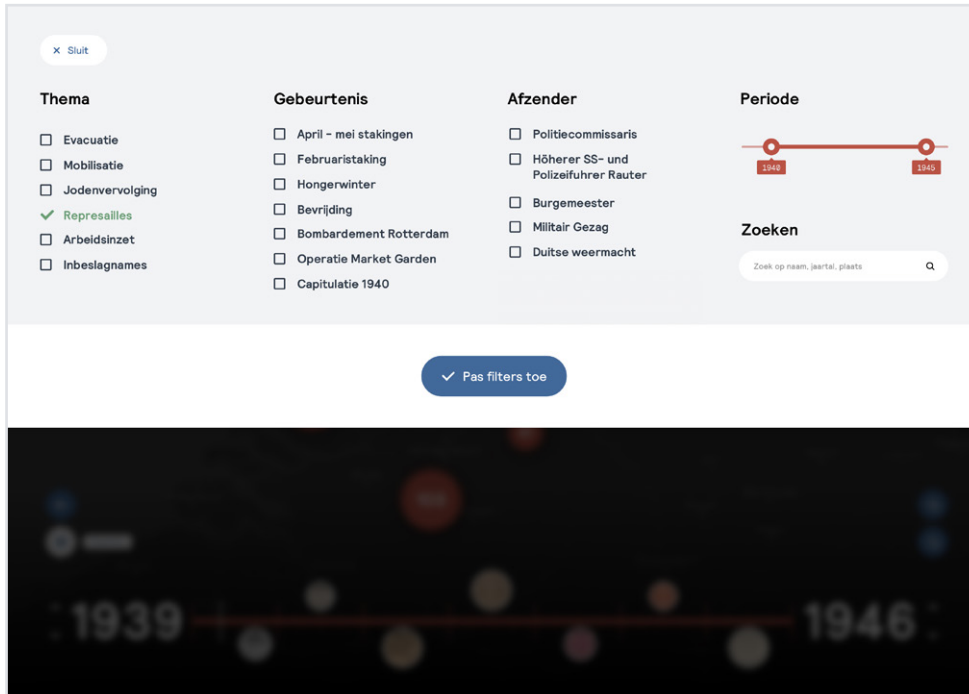 × Sluit
Thema
Evacuatie
Mobilisatie
Jodenvervolging
Represailles
Arbeidsinzet
Inbeslagnames
Gebeurtenis
April - mei stakingen
Februaristaking
Hongerwinter
Bevrijding
Bombardement Rotterdam
Operatie Market Garden
Capitulatie 1940
Afzender
Politiecommissaris
Höherer SS- und
Polizeifuhrer Rauter
Burgemeester
Militair Gezag
Duitse weermacht
Periode
1940
1945
Zoeken
Zoek op naam, jaartal, plaats
Pas filters toe
1939
1946